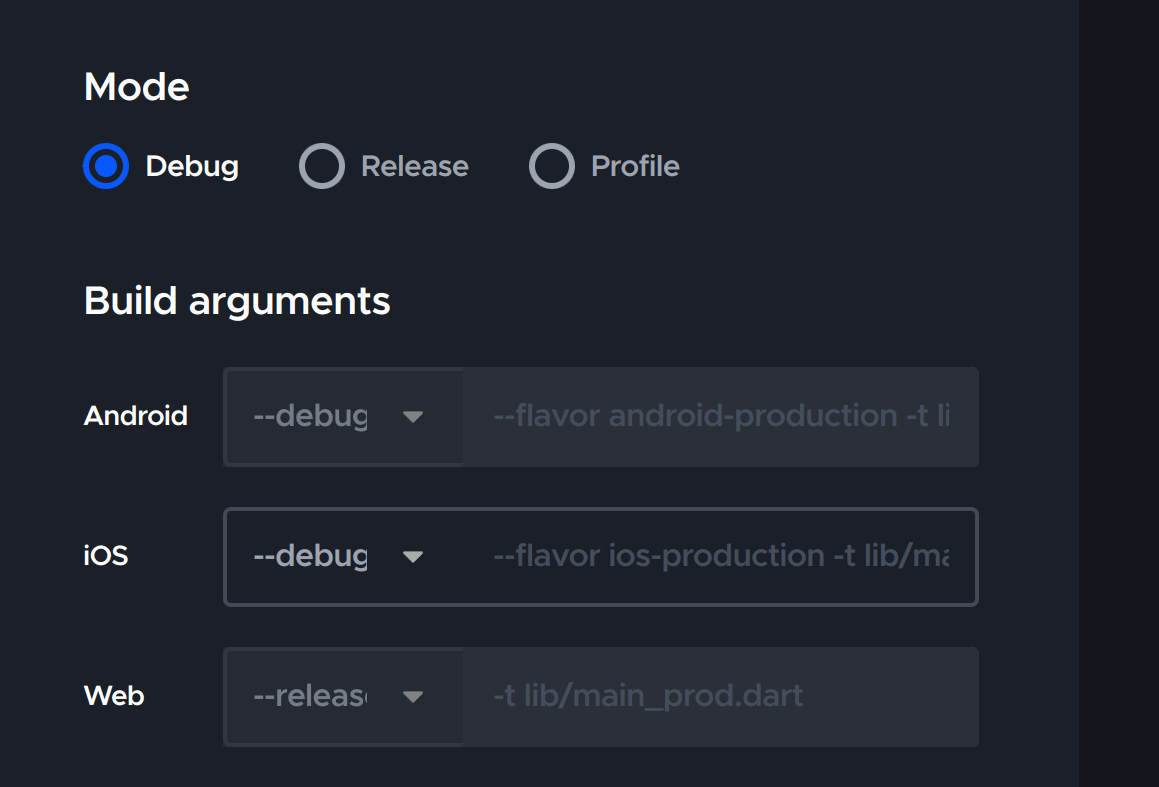 Mode
Debug Release Profile
Build arguments
Android --debug --flavor android-production -t li
iOS --debug --flavor ios-production -t lib/ma
Web --release -t lib/main_prod.dart